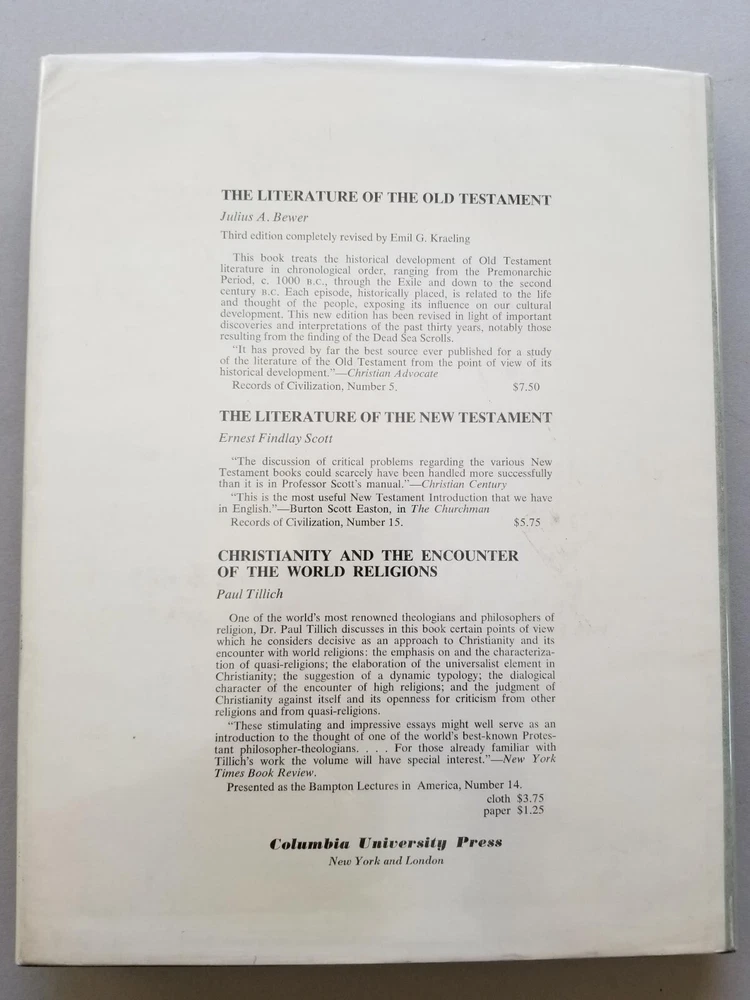 THE LITERATURE OF THE OLD TESTAMENT
Julius A. Bewer
Third edition completely revised by Emil G. Kraeling
This book treats the historical development of Old Testament
literature in chronological order, ranging from the Premonarchic
Period, c. 1000 B.C., through the Exile and down to the second
century B.C. Each episode, historically placed, is related to the life
and thought of the people, exposing its influence on our cultural
development. This new edition has been revised in light of important
discoveries and interpretations of the past thirty years, notably those
resulting from the finding of the Dead Sea Scrolls.
"It has proved by far the best source ever published for a study
of the literature of the Old Testament from the point of view of its
historical development."—Christian Advocate
Records of Civilization, Number 5. $7.50
THE LITERATURE OF THE NEW TESTAMENT
Ernest Findlay Scott
"The discussion of critical problems regarding the various New
Testament books could scarcely have been handled more successfully
than it is in Professor Scott's manual."—Christian Century
"This is the most useful New Testament Introduction that we have
in English."—Burton Scott Easton, in The Churchman
Records of Civilization, Number 15. $5.75
CHRISTIANITY AND THE ENCOUNTER
OF THE WORLD RELIGIONS
Paul Tillich
One of the world's most renowned theologians and philosophers of
religion, Dr. Paul Tillich discusses in this book certain points of view
which he considers decisive as an approach to Christianity and its
encounter with world religions: the emphasis on and the characteriza-
tion of quasi-religions; the elaboration of the universalist element in
Christianity; the suggestion of a dynamic typology; the dialogical
character of the encounter of high religions; and the judgment of
Christianity against itself and its openness for criticism from other
religions and from quasi-religions.
"These stimulating and impressive essays might well serve as an
introduction to the thought of one of the world's best-known Protes-
tant philosopher-theologians. . . . For those already familiar with
Tillich's work the volume will have special interest."—New York
Times Book Review.
Presented as the Bampton Lectures in America, Number 14.
cloth $3.75
paper $1.25
Columbia University Press
New York and London